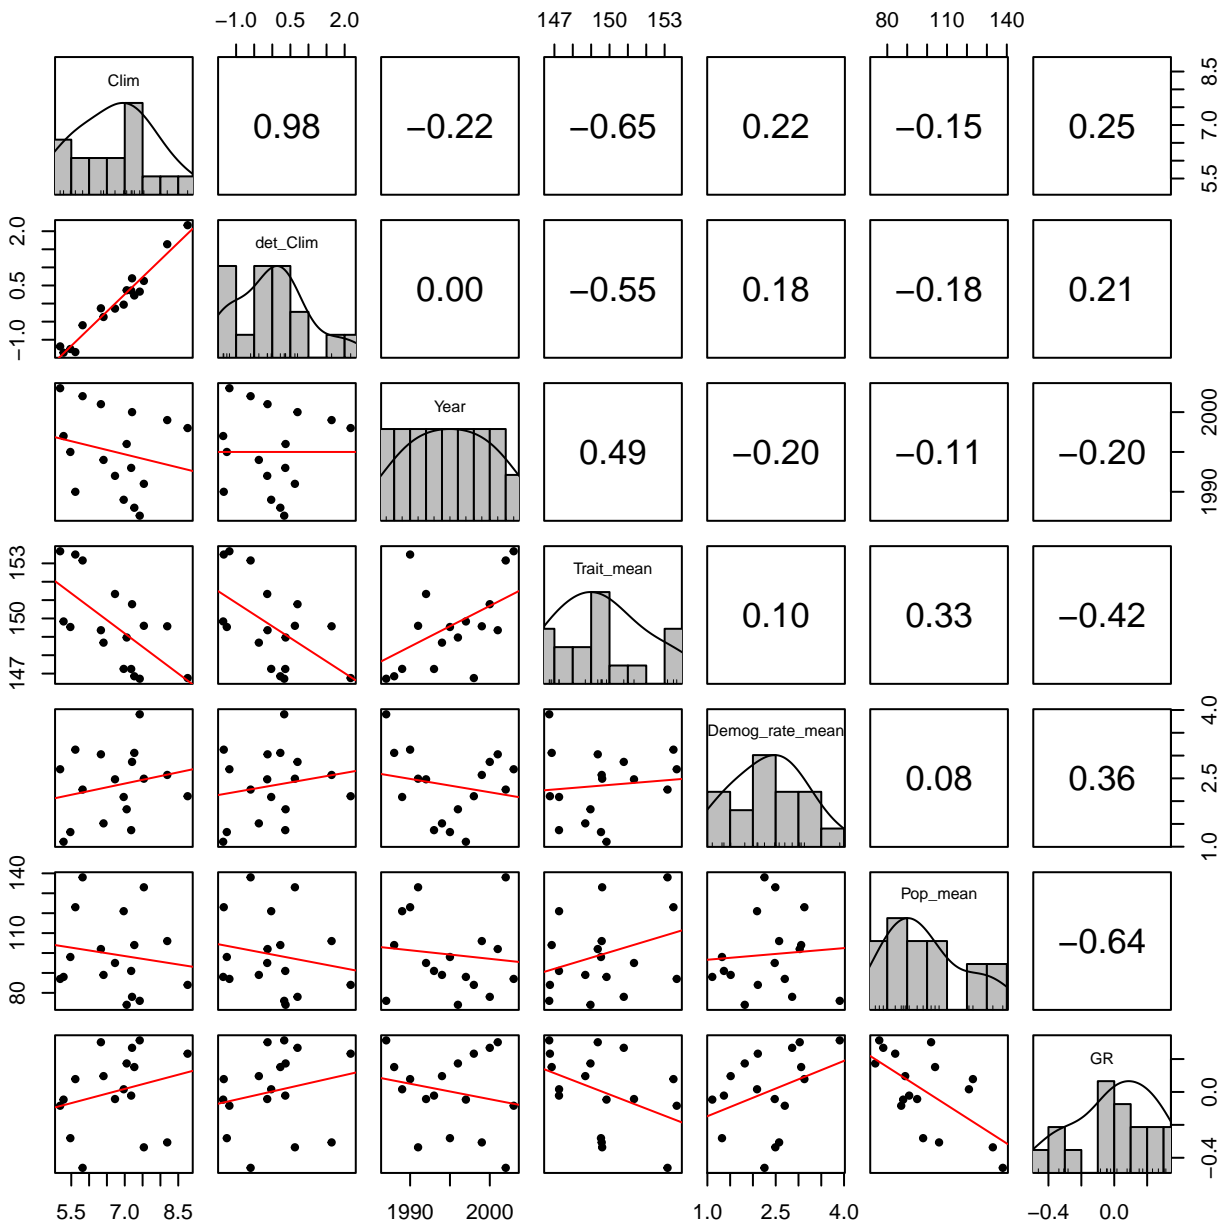 −1.0 0.5 2.0 147 150 153 80 110 140
Clim 0.98 −0.22 −0.65 0.22 −0.15 0.25 5.5 7.0 8.5
−1.0 0.5 2.0 det_Clim 0.00 −0.55 0.18 −0.18 0.21
Year 0.49 −0.20 −0.11 −0.20 1990 2000
147 150 153 Trait_mean 0.10 0.33 −0.42
Demog_rate_mean 0.08 0.36 1.0 2.5 4.0
80 110 140 Pop_mean −0.64
GR −0.4 0.0
5.5 7.0 8.5 1990 2000 1.0 2.5 4.0 −0.4 0.0